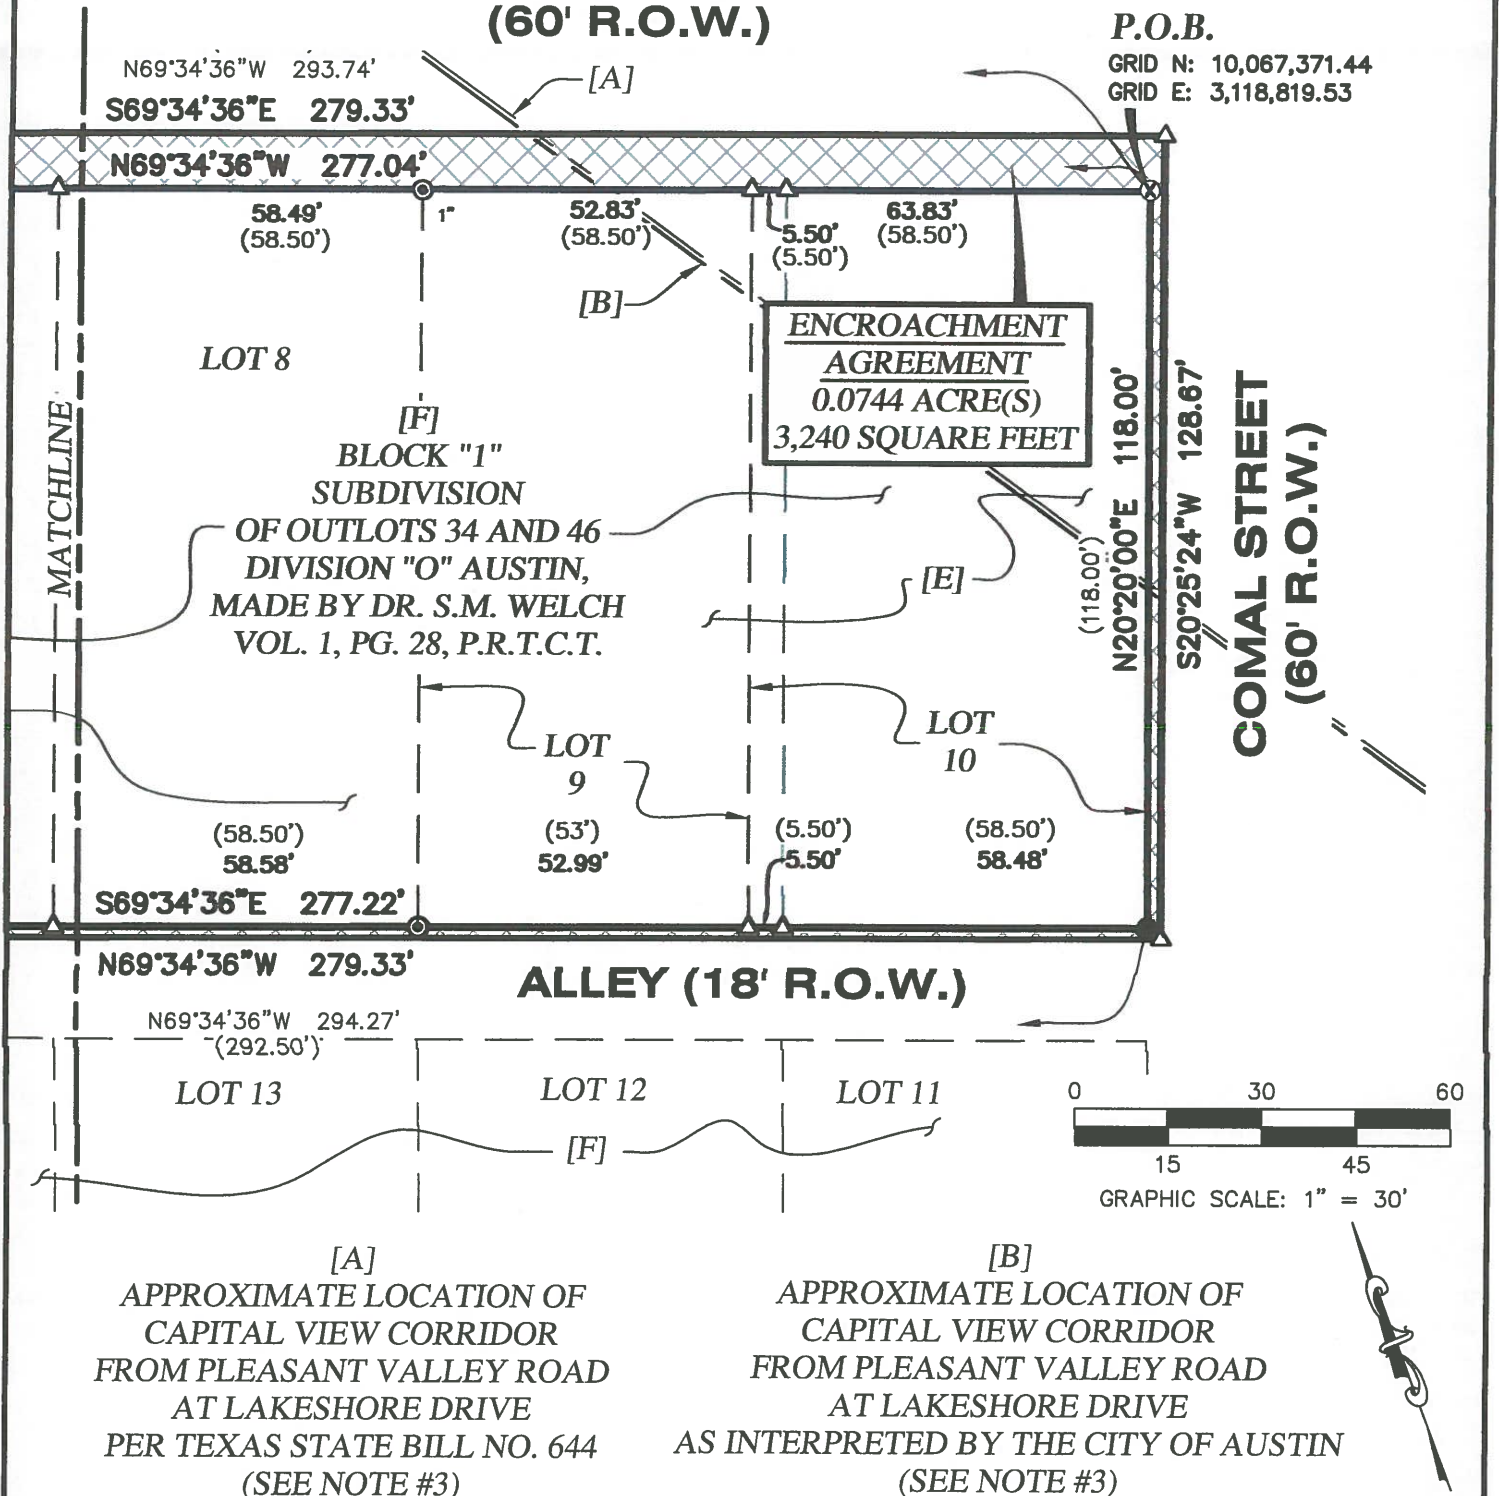 (60' R.O.W.)
P.O.B.
GRID N: 10,067,371.44
GRID E: 3,118,819.53
N69°34'36"W 293.74'
[A]
S69°34'36"E 279.33'
N69°34'36"W 277.04'
58.49'
(58.50')
1"
52.83'
(58.50')
5.50'
(5.50')
63.83'
(58.50')
[B]
ENCROACHMENT
AGREEMENT
0.0744 ACRE(S)
3,240 SQUARE FEET
LOT 8
MATCHLINE
[F]
BLOCK "1"
SUBDIVISION
OF OUTLOTS 34 AND 46
DIVISION "O" AUSTIN,
MADE BY DR. S.M. WELCH
VOL. 1, PG. 28, P.R.T.C.T.
[E]
(118.00')
N20°20'00"E 118.00'
S20°25'24"W 128.67'
COMAL STREET
(60' R.O.W.)
LOT
9
LOT
10
(58.50')
58.58'
(53')
52.99'
(5.50')
5.50'
(58.50')
58.48'
S69°34'36"E 277.22'
N69°34'36"W 279.33'
ALLEY (18' R.O.W.)
N69°34'36"W 294.27'
(292.50')
LOT 13
LOT 12
LOT 11
[F]
0 30 60
15 45
GRAPHIC SCALE: 1" = 30'
[A]
APPROXIMATE LOCATION OF
CAPITAL VIEW CORRIDOR
FROM PLEASANT VALLEY ROAD
AT LAKESHORE DRIVE
PER TEXAS STATE BILL NO. 644
(SEE NOTE #3)
[B]
APPROXIMATE LOCATION OF
CAPITAL VIEW CORRIDOR
FROM PLEASANT VALLEY ROAD
AT LAKESHORE DRIVE
AS INTERPRETED BY THE CITY OF AUSTIN
(SEE NOTE #3)